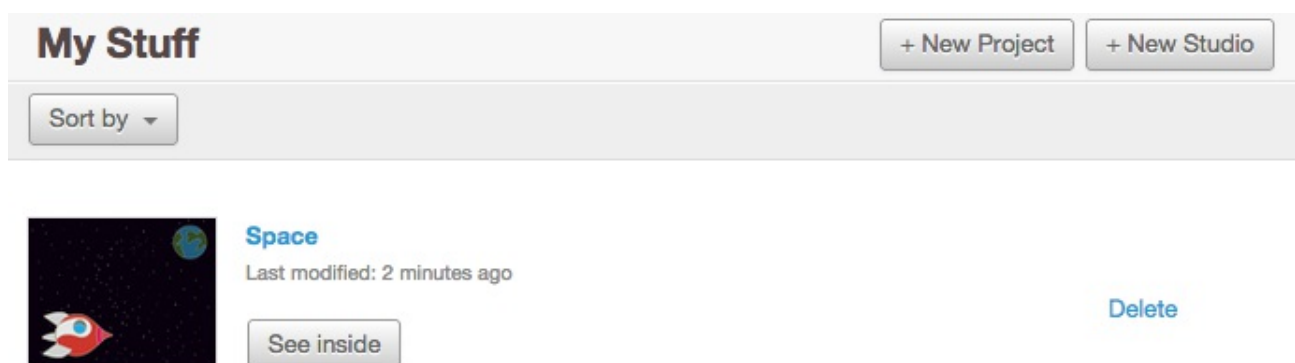 My Stuff
+ New Project
+ New Studio
Sort by
Space
Last modified: 2 minutes ago
Delete
See inside